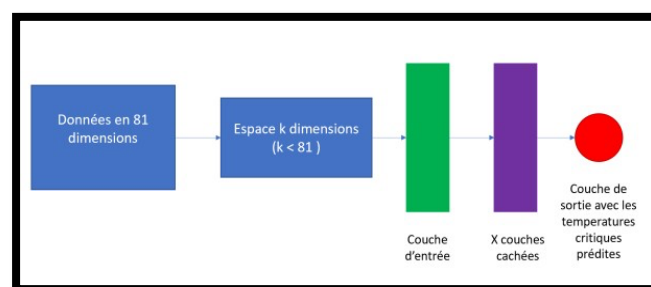 Données en 81
dimensions
Espace k dimensions
(k < 81 )
Couche
d'entrée
X couches
cachées
Couche de
sortie avec les
temperatures
critiques
prédites